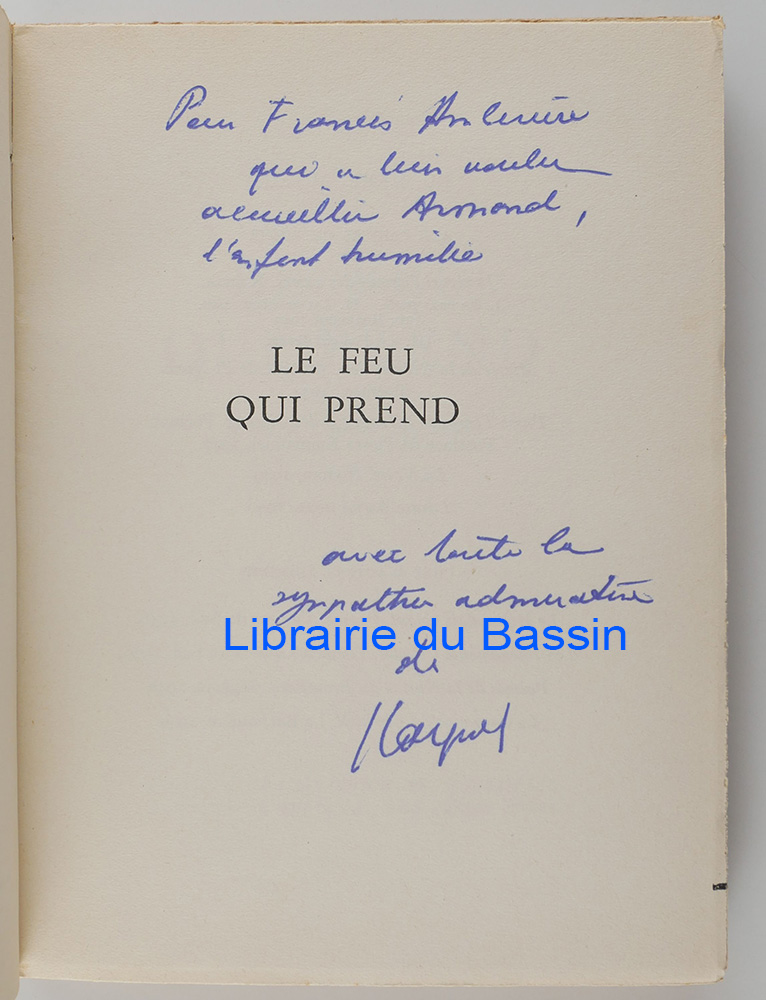 Pour Francis Ambrière
qui a bien voulu
accueillir Armand,
l'enfant humilié
LE FEU
QUI PREND
avec toute la
sympathie admirative
Librairie du Bassin
de